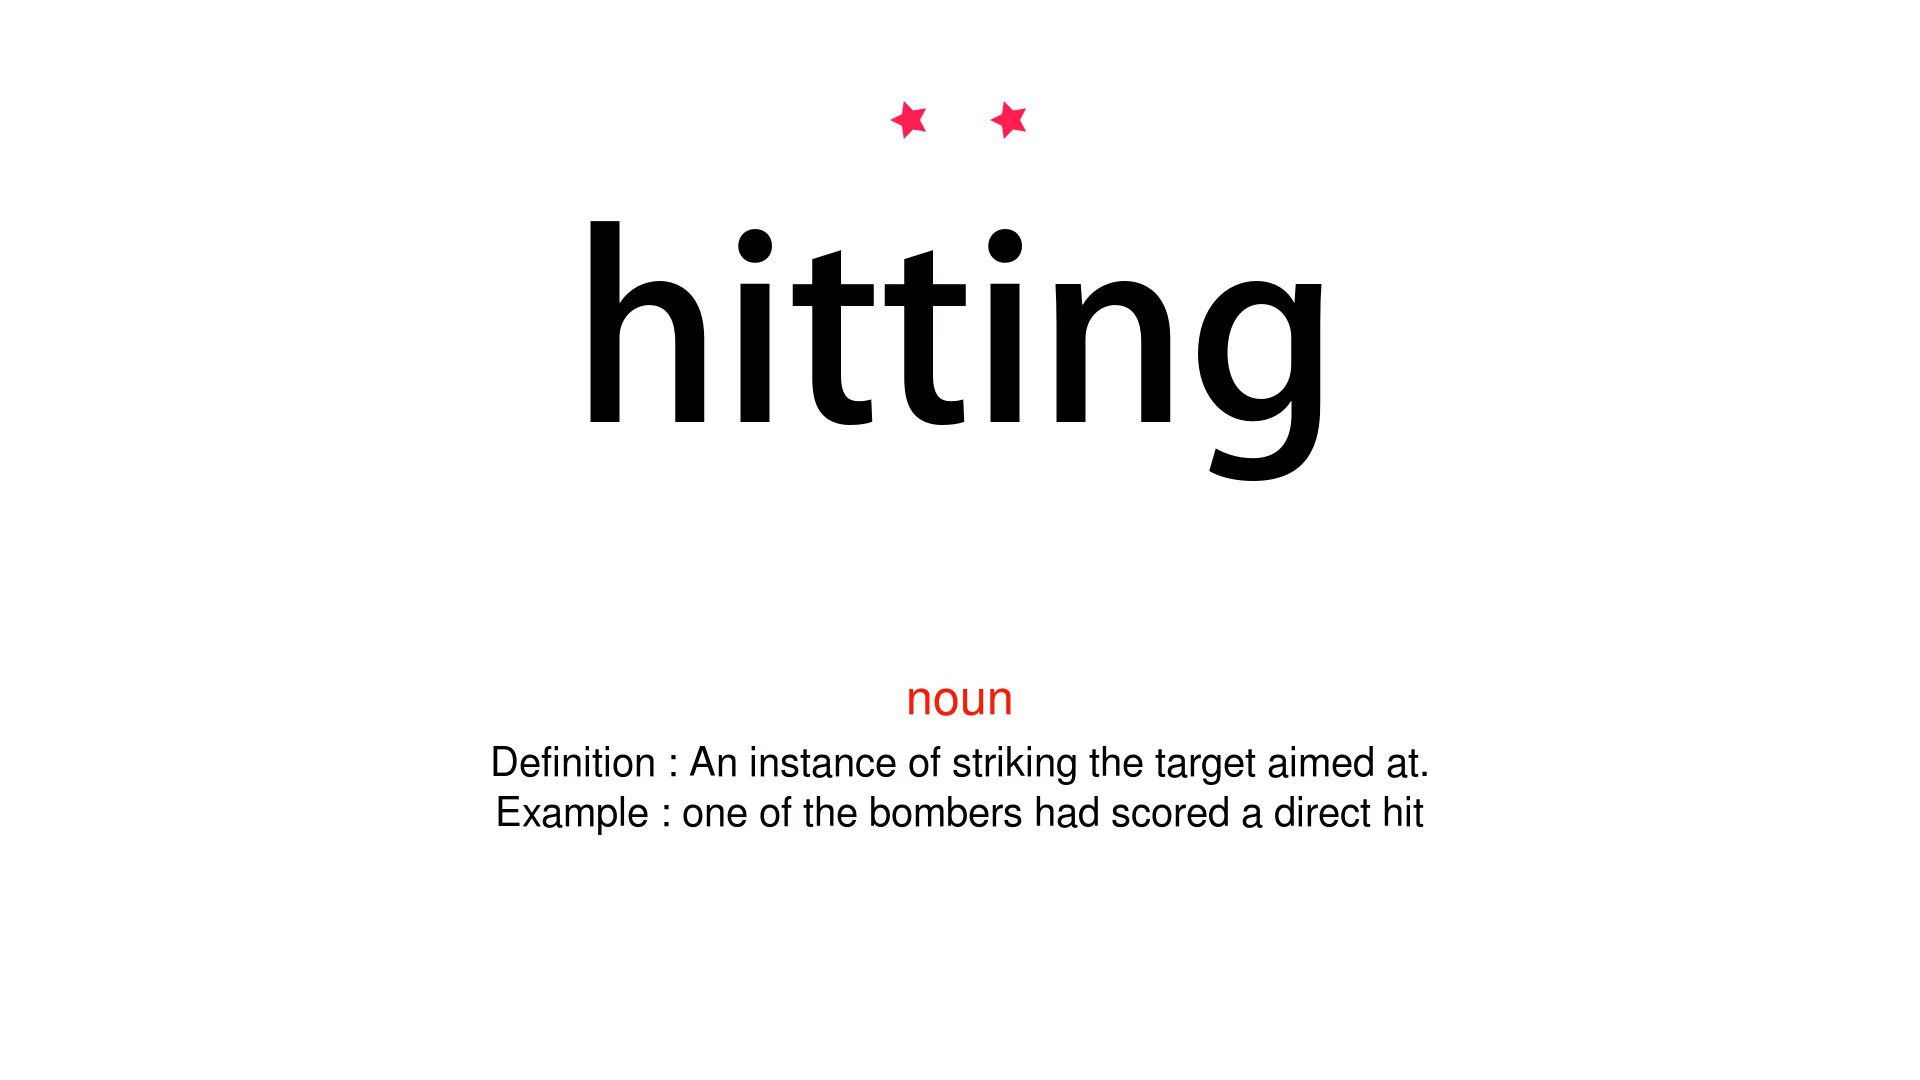 hitting
noun
Definition : An instance of striking the target aimed at.
Example : one of the bombers had scored a direct hit